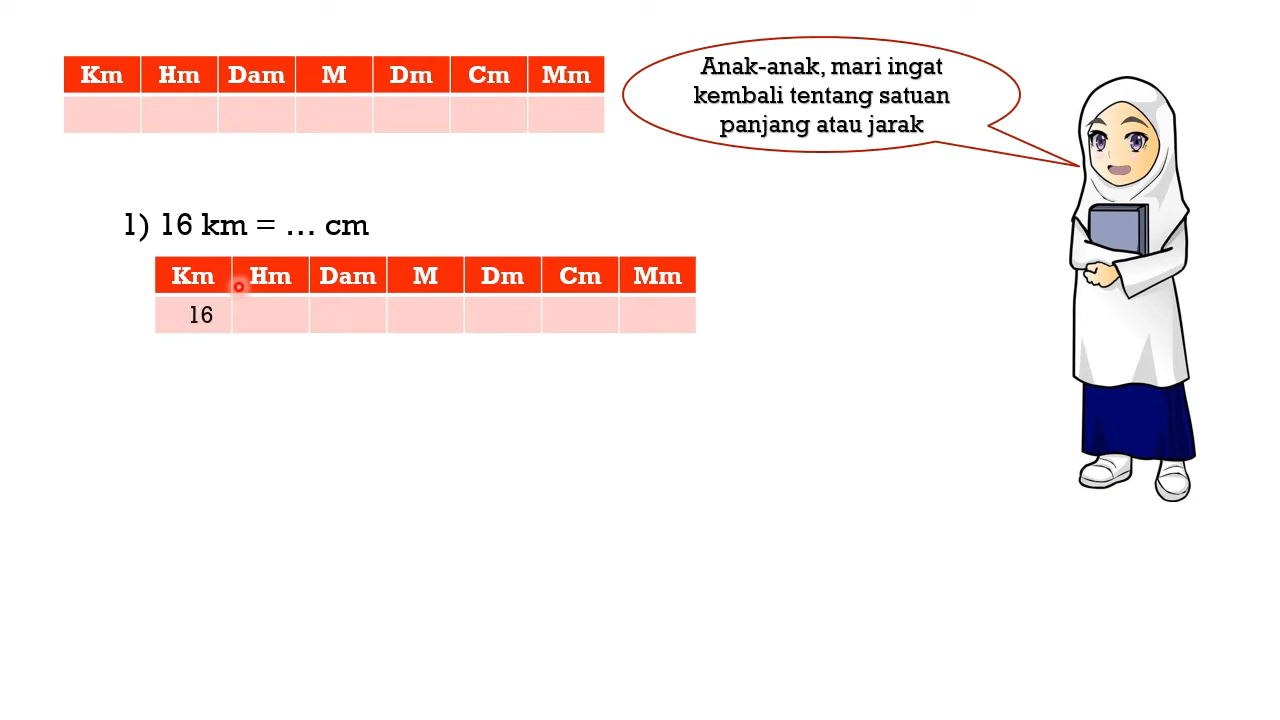 Km Hm Dam M Dm Cm Mm
Anak-anak, mari ingat
kembali tentang satuan
panjang atau jarak
1) 16 km = ... cm
Km Hm Dam M Dm Cm Mm
16